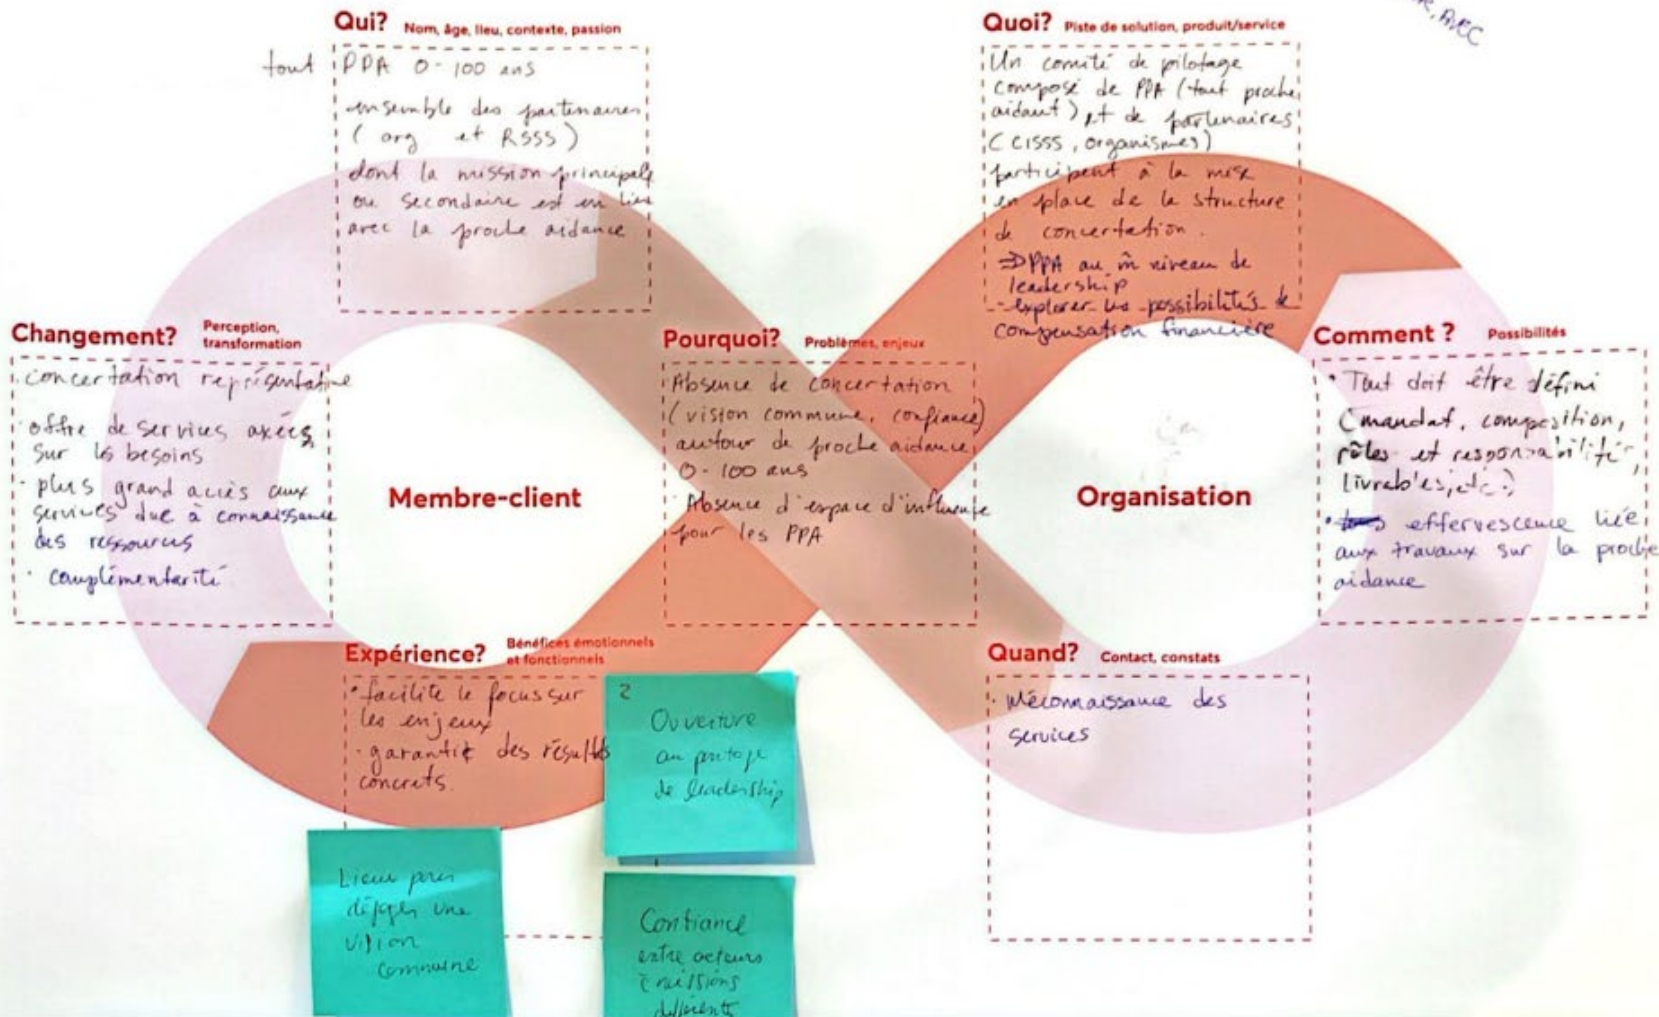 Qui? Nom, âge, lieu, contexte, passion
tout PPA 0-100 ans
ensemble des partenaires
(org et RSSS)
dont la mission principale
ou secondaire est en lien
avec la proche aidance
Quoi? Piste de solution, produit/service
Un comité de pilotage
composé de PPA (tout proche
aidant) et de partenaires
(CISSS, organismes)
participent à la mise
en place de la structure
de concertation.
⇒ PPA au m̂ niveau de
leadership
- explorer les possibilités de
compensation financière
, AVEC
Changement? Perception,
transformation
· concertation représentative
· offre de services axées
sur les besoins
· plus grand accès aux
services due à connaissance
des ressources
· complémentarité
Pourquoi? Problèmes, enjeux
· Absence de concertation
(vision commune, confiance)
autour de proche aidance
0-100 ans
· Absence d'espace d'influence
pour les PPA
Comment ? Possibilités
• Tout doit être défini
(mandat, composition,
rôles et responsabilité,
livrables, etc.)
• effervescence liée
aux travaux sur la proche
aidance
Membre-client
Organisation
Expérience? Bénéfices émotionnels
et fonctionnels
• facilite le focus sur
les enjeux
· garantie des résultats
concrets.
2
Ouverture
au partage
de leadership
Lieu pour
dégager une
vision
commune
Confiance
entre acteurs
c̄ missions
différents
Quand? Contact, constats
· Méconnaissance des
services